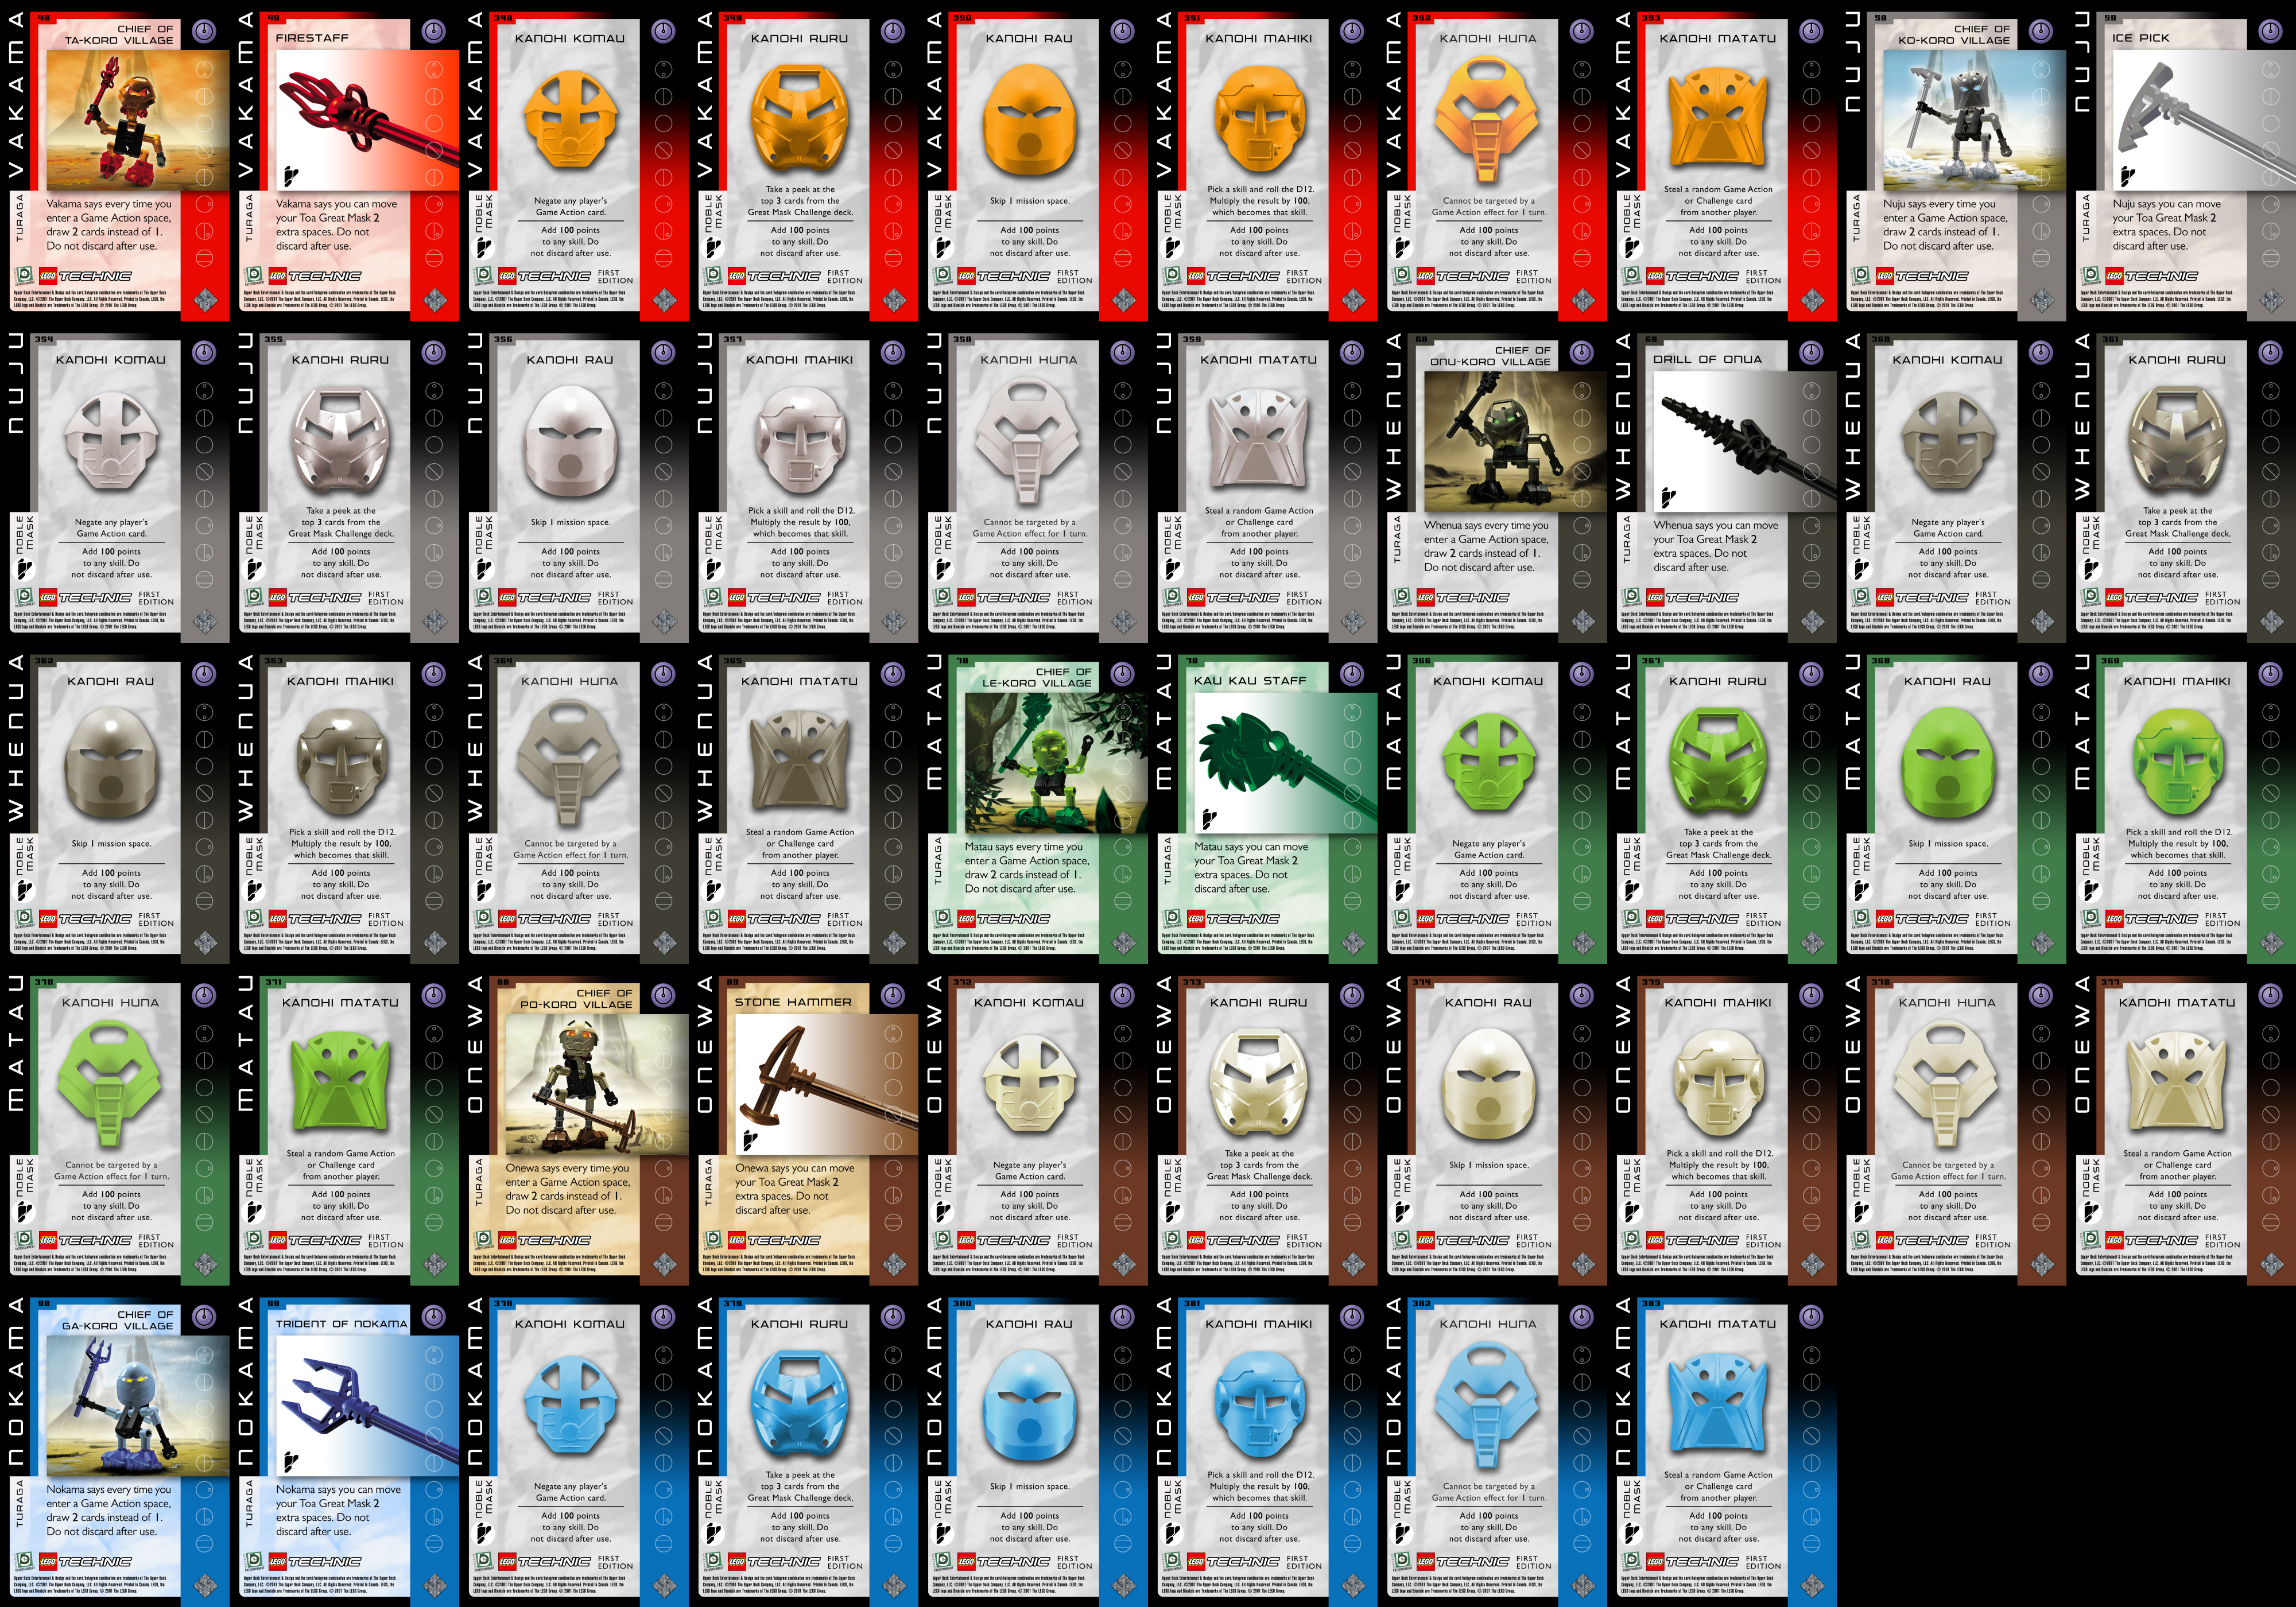 48
VAKAMA
CHIEF OF
TA-KORO VILLAGE
TURAGA
Vakama says every time you
enter a Game Action space,
draw 2 cards instead of 1.
Do not discard after use.
LEGO TECHNIC
49
VAKAMA
FIRESTAFF
TURAGA
Vakama says you can move
your Toa Great Mask 2
extra spaces. Do not
discard after use.
LEGO TECHNIC
348
VAKAMA
KANOHI KOMAU
NOBLE MASK
Negate any player's
Game Action card.
Add 100 points
to any skill. Do
not discard after use.
LEGO TECHNIC FIRST EDITION
349
VAKAMA
KANOHI RURU
NOBLE MASK
Take a peek at the
top 3 cards from the
Great Mask Challenge deck.
Add 100 points
to any skill. Do
not discard after use.
LEGO TECHNIC FIRST EDITION
350
VAKAMA
KANOHI RAU
NOBLE MASK
Skip 1 mission space.
Add 100 points
to any skill. Do
not discard after use.
LEGO TECHNIC FIRST EDITION
351
VAKAMA
KANOHI MAHIKI
NOBLE MASK
Pick a skill and roll the D12.
Multiply the result by 100,
which becomes that skill.
Add 100 points
to any skill. Do
not discard after use.
LEGO TECHNIC FIRST EDITION
352
VAKAMA
KANOHI HUNA
NOBLE MASK
Cannot be targeted by a
Game Action effect for 1 turn.
Add 100 points
to any skill. Do
not discard after use.
LEGO TECHNIC FIRST EDITION
353
VAKAMA
KANOHI MATATU
NOBLE MASK
Steal a random Game Action
or Challenge card
from another player.
Add 100 points
to any skill. Do
not discard after use.
LEGO TECHNIC FIRST EDITION
58
NUJU
CHIEF OF
KO-KORO VILLAGE
TURAGA
Nuju says every time you
enter a Game Action space,
draw 2 cards instead of 1.
Do not discard after use.
LEGO TECHNIC
59
NUJU
ICE PICK
TURAGA
Nuju says you can move
your Toa Great Mask 2
extra spaces. Do not
discard after use.
LEGO TECHNIC
354
NUJU
KANOHI KOMAU
NOBLE MASK
Negate any player's
Game Action card.
Add 100 points
to any skill. Do
not discard after use.
LEGO TECHNIC FIRST EDITION
355
NUJU
KANOHI RURU
NOBLE MASK
Take a peek at the
top 3 cards from the
Great Mask Challenge deck.
Add 100 points
to any skill. Do
not discard after use.
LEGO TECHNIC FIRST EDITION
356
NUJU
KANOHI RAU
NOBLE MASK
Skip 1 mission space.
Add 100 points
to any skill. Do
not discard after use.
LEGO TECHNIC FIRST EDITION
357
NUJU
KANOHI MAHIKI
NOBLE MASK
Pick a skill and roll the D12.
Multiply the result by 100,
which becomes that skill.
Add 100 points
to any skill. Do
not discard after use.
LEGO TECHNIC FIRST EDITION
358
NUJU
KANOHI HUNA
NOBLE MASK
Cannot be targeted by a
Game Action effect for 1 turn.
Add 100 points
to any skill. Do
not discard after use.
LEGO TECHNIC FIRST EDITION
359
NUJU
KANOHI MATATU
NOBLE MASK
Steal a random Game Action
or Challenge card
from another player.
Add 100 points
to any skill. Do
not discard after use.
LEGO TECHNIC FIRST EDITION
68
WHENUA
CHIEF OF
ONU-KORO VILLAGE
TURAGA
Whenua says every time you
enter a Game Action space,
draw 2 cards instead of 1.
Do not discard after use.
LEGO TECHNIC
69
WHENUA
DRILL OF ONUA
TURAGA
Whenua says you can move
your Toa Great Mask 2
extra spaces. Do not
discard after use.
LEGO TECHNIC
360
WHENUA
KANOHI KOMAU
NOBLE MASK
Negate any player's
Game Action card.
Add 100 points
to any skill. Do
not discard after use.
LEGO TECHNIC FIRST EDITION
361
WHENUA
KANOHI RURU
NOBLE MASK
Take a peek at the
top 3 cards from the
Great Mask Challenge deck.
Add 100 points
to any skill. Do
not discard after use.
LEGO TECHNIC FIRST EDITION
362
WHENUA
KANOHI RAU
NOBLE MASK
Skip 1 mission space.
Add 100 points
to any skill. Do
not discard after use.
LEGO TECHNIC FIRST EDITION
363
WHENUA
KANOHI MAHIKI
NOBLE MASK
Pick a skill and roll the D12.
Multiply the result by 100,
which becomes that skill.
Add 100 points
to any skill. Do
not discard after use.
LEGO TECHNIC FIRST EDITION
364
WHENUA
KANOHI HUNA
NOBLE MASK
Cannot be targeted by a
Game Action effect for 1 turn.
Add 100 points
to any skill. Do
not discard after use.
LEGO TECHNIC FIRST EDITION
365
WHENUA
KANOHI MATATU
NOBLE MASK
Steal a random Game Action
or Challenge card
from another player.
Add 100 points
to any skill. Do
not discard after use.
LEGO TECHNIC FIRST EDITION
78
MATAU
CHIEF OF
LE-KORO VILLAGE
TURAGA
Matau says every time you
enter a Game Action space,
draw 2 cards instead of 1.
Do not discard after use.
LEGO TECHNIC
79
MATAU
KAU KAU STAFF
TURAGA
Matau says you can move
your Toa Great Mask 2
extra spaces. Do not
discard after use.
LEGO TECHNIC
366
MATAU
KANOHI KOMAU
NOBLE MASK
Negate any player's
Game Action card.
Add 100 points
to any skill. Do
not discard after use.
LEGO TECHNIC FIRST EDITION
367
MATAU
KANOHI RURU
NOBLE MASK
Take a peek at the
top 3 cards from the
Great Mask Challenge deck.
Add 100 points
to any skill. Do
not discard after use.
LEGO TECHNIC FIRST EDITION
368
MATAU
KANOHI RAU
NOBLE MASK
Skip 1 mission space.
Add 100 points
to any skill. Do
not discard after use.
LEGO TECHNIC FIRST EDITION
369
MATAU
KANOHI MAHIKI
NOBLE MASK
Pick a skill and roll the D12.
Multiply the result by 100,
which becomes that skill.
Add 100 points
to any skill. Do
not discard after use.
LEGO TECHNIC FIRST EDITION
370
MATAU
KANOHI HUNA
NOBLE MASK
Cannot be targeted by a
Game Action effect for 1 turn.
Add 100 points
to any skill. Do
not discard after use.
LEGO TECHNIC FIRST EDITION
371
MATAU
KANOHI MATATU
NOBLE MASK
Steal a random Game Action
or Challenge card
from another player.
Add 100 points
to any skill. Do
not discard after use.
LEGO TECHNIC FIRST EDITION
88
ONEWA
CHIEF OF
PO-KORO VILLAGE
TURAGA
Onewa says every time you
enter a Game Action space,
draw 2 cards instead of 1.
Do not discard after use.
LEGO TECHNIC
89
ONEWA
STONE HAMMER
TURAGA
Onewa says you can move
your Toa Great Mask 2
extra spaces. Do not
discard after use.
LEGO TECHNIC
372
ONEWA
KANOHI KOMAU
NOBLE MASK
Negate any player's
Game Action card.
Add 100 points
to any skill. Do
not discard after use.
LEGO TECHNIC FIRST EDITION
373
ONEWA
KANOHI RURU
NOBLE MASK
Take a peek at the
top 3 cards from the
Great Mask Challenge deck.
Add 100 points
to any skill. Do
not discard after use.
LEGO TECHNIC FIRST EDITION
374
ONEWA
KANOHI RAU
NOBLE MASK
Skip 1 mission space.
Add 100 points
to any skill. Do
not discard after use.
LEGO TECHNIC FIRST EDITION
375
ONEWA
KANOHI MAHIKI
NOBLE MASK
Pick a skill and roll the D12.
Multiply the result by 100,
which becomes that skill.
Add 100 points
to any skill. Do
not discard after use.
LEGO TECHNIC FIRST EDITION
376
ONEWA
KANOHI HUNA
NOBLE MASK
Cannot be targeted by a
Game Action effect for 1 turn.
Add 100 points
to any skill. Do
not discard after use.
LEGO TECHNIC FIRST EDITION
377
ONEWA
KANOHI MATATU
NOBLE MASK
Steal a random Game Action
or Challenge card
from another player.
Add 100 points
to any skill. Do
not discard after use.
LEGO TECHNIC FIRST EDITION
98
NOKAMA
CHIEF OF
GA-KORO VILLAGE
TURAGA
Nokama says every time you
enter a Game Action space,
draw 2 cards instead of 1.
Do not discard after use.
LEGO TECHNIC
99
NOKAMA
TRIDENT OF NOKAMA
TURAGA
Nokama says you can move
your Toa Great Mask 2
extra spaces. Do not
discard after use.
LEGO TECHNIC
378
NOKAMA
KANOHI KOMAU
NOBLE MASK
Negate any player's
Game Action card.
Add 100 points
to any skill. Do
not discard after use.
LEGO TECHNIC FIRST EDITION
379
NOKAMA
KANOHI RURU
NOBLE MASK
Take a peek at the
top 3 cards from the
Great Mask Challenge deck.
Add 100 points
to any skill. Do
not discard after use.
LEGO TECHNIC FIRST EDITION
380
NOKAMA
KANOHI RAU
NOBLE MASK
Skip 1 mission space.
Add 100 points
to any skill. Do
not discard after use.
LEGO TECHNIC FIRST EDITION
381
NOKAMA
KANOHI MAHIKI
NOBLE MASK
Pick a skill and roll the D12.
Multiply the result by 100,
which becomes that skill.
Add 100 points
to any skill. Do
not discard after use.
LEGO TECHNIC FIRST EDITION
382
NOKAMA
KANOHI HUNA
NOBLE MASK
Cannot be targeted by a
Game Action effect for 1 turn.
Add 100 points
to any skill. Do
not discard after use.
LEGO TECHNIC FIRST EDITION
383
NOKAMA
KANOHI MATATU
NOBLE MASK
Steal a random Game Action
or Challenge card
from another player.
Add 100 points
to any skill. Do
not discard after use.
LEGO TECHNIC FIRST EDITION